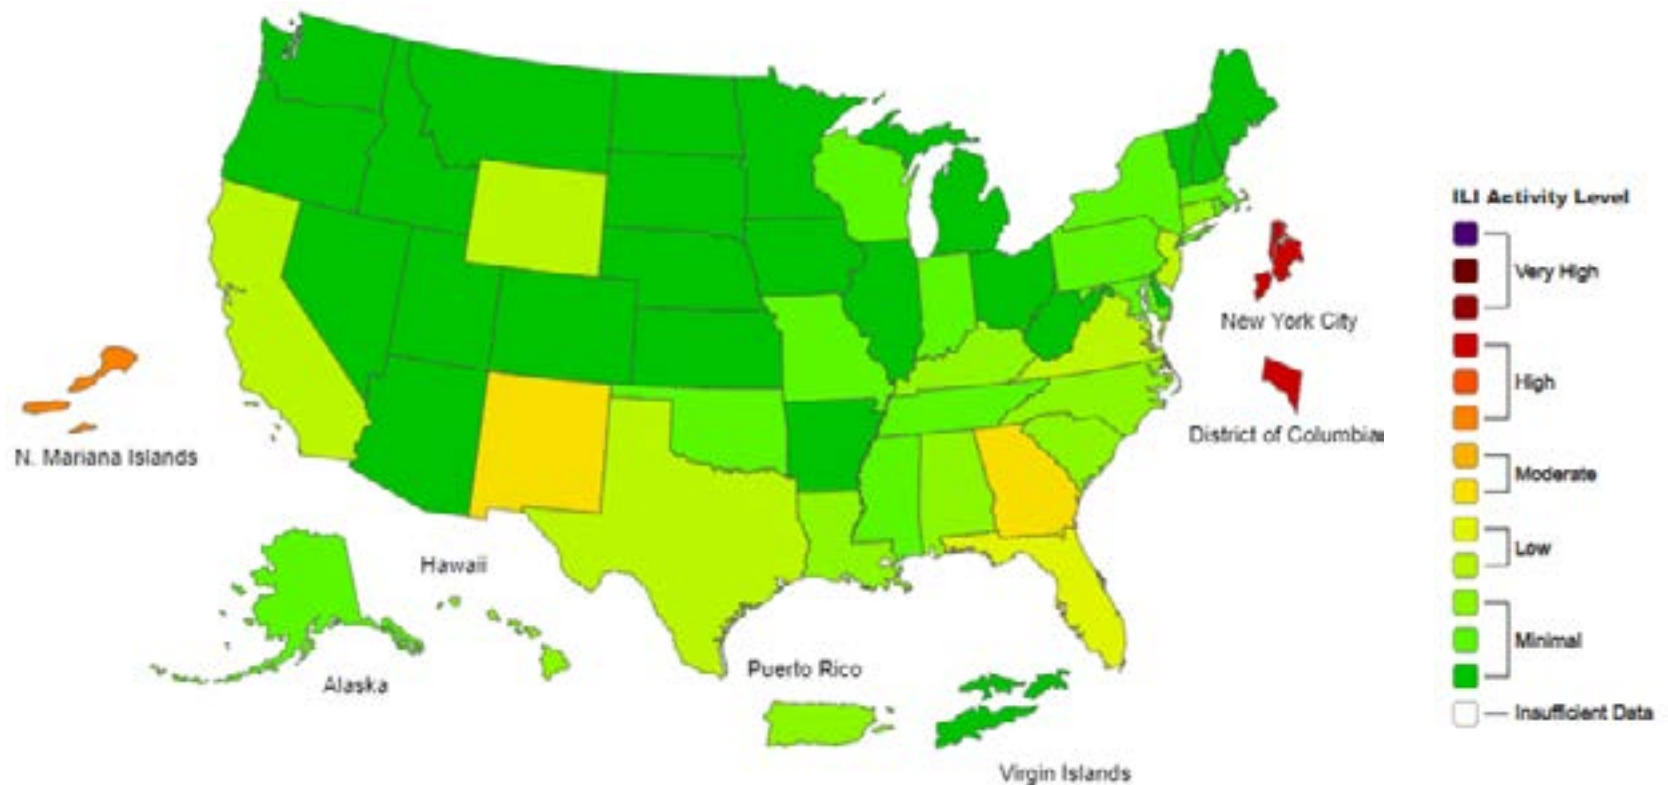 ILI Activity Level
Very High
New York City
High
District of Columbia
N. Mariana Islands
Moderate
Low
Hawaii
Minimal
Puerto Rico
Alaska
Insufficient Data
Virgin Islands